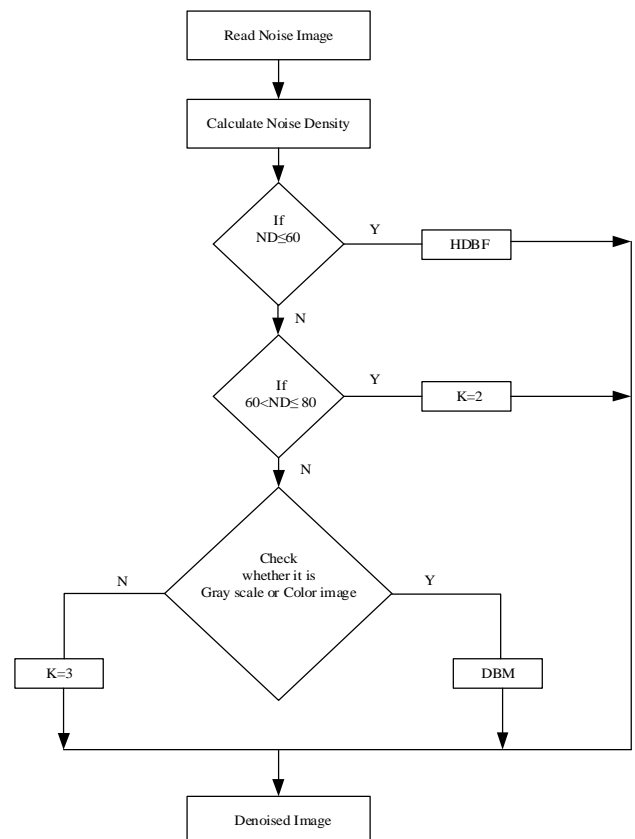 Read Noise Image
Calculate Noise Density
If
ND≤60
Y
HDBF
N
If
60<ND≤ 80
Y
K=2
N
Check
whether it is
Gray scale or Color image
N
Y
K=3
DBM
Denoised Image